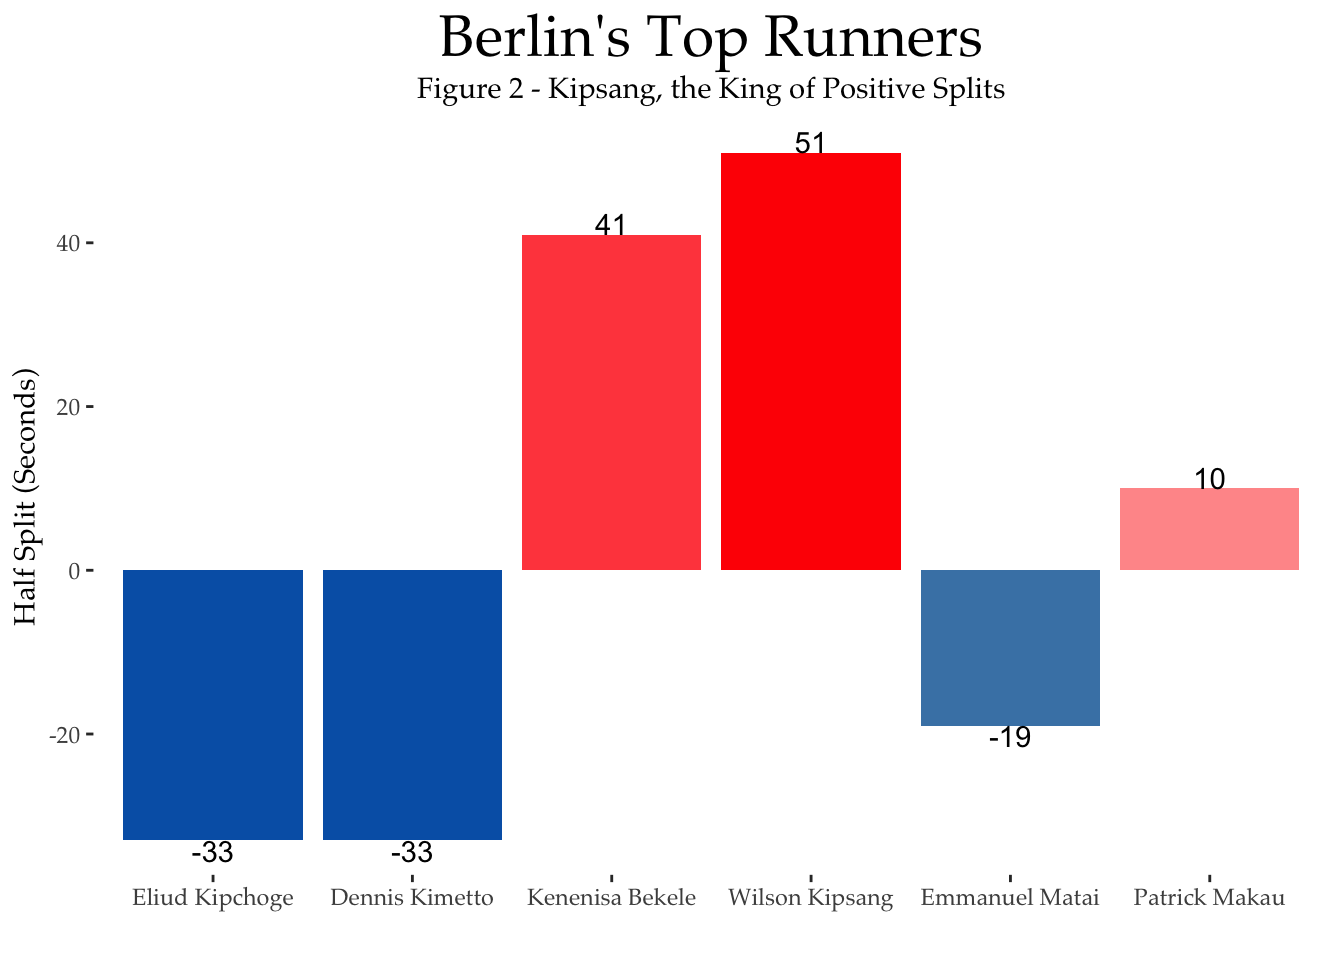 Berlin's Top Runners
Figure 2 - Kipsang, the King of Positive Splits
Half Split (Seconds)
40
20
0
-20
-33
-33
41
51
-19
10
Eliud Kipchoge
Dennis Kimetto
Kenenisa Bekele
Wilson Kipsang
Emmanuel Matai
Patrick Makau